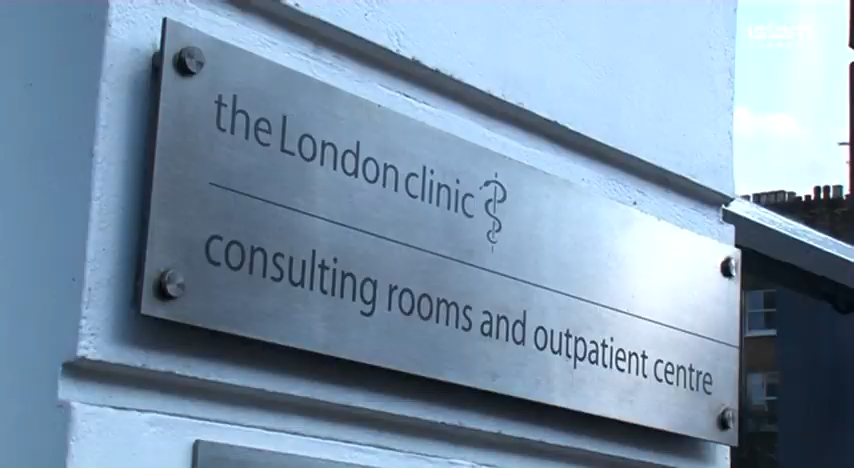 the London clinic
consulting rooms and outpatient centre